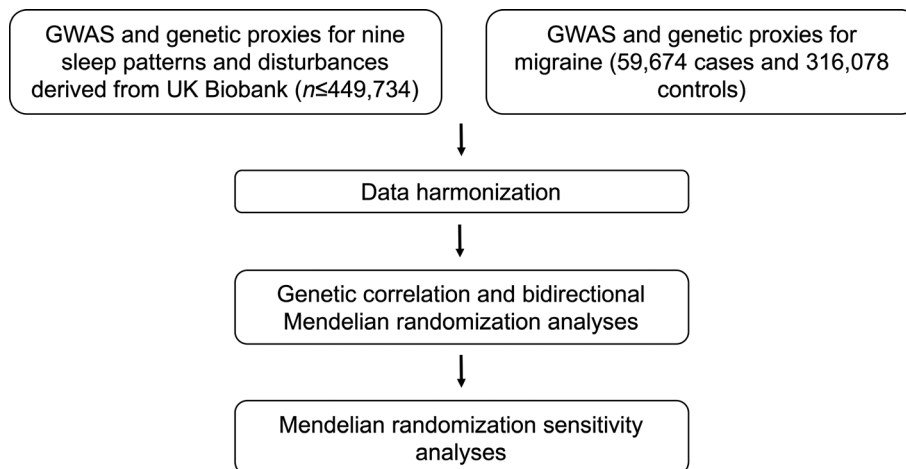 GWAS and genetic proxies for nine
sleep patterns and disturbances
derived from UK Biobank (n≤449,734)
GWAS and genetic proxies for
migraine (59,674 cases and 316,078
controls)
Data harmonization
Genetic correlation and bidirectional
Mendelian randomization analyses
Mendelian randomization sensitivity
analyses